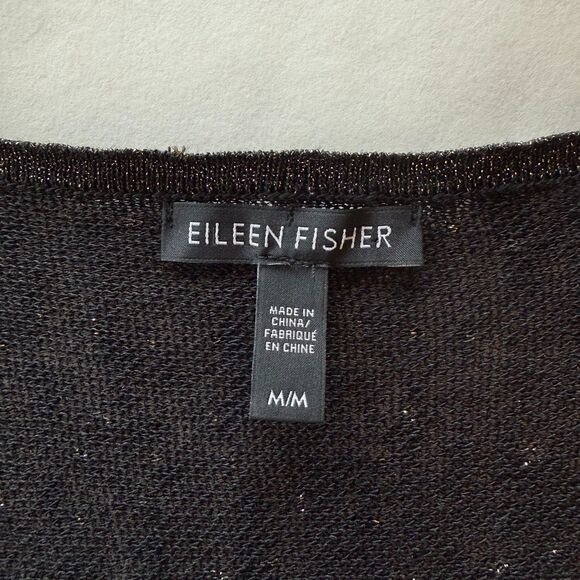 EILEEN FISHER
MADE IN
CHINA/
FABRIQUÉ
EN CHINE
M/M